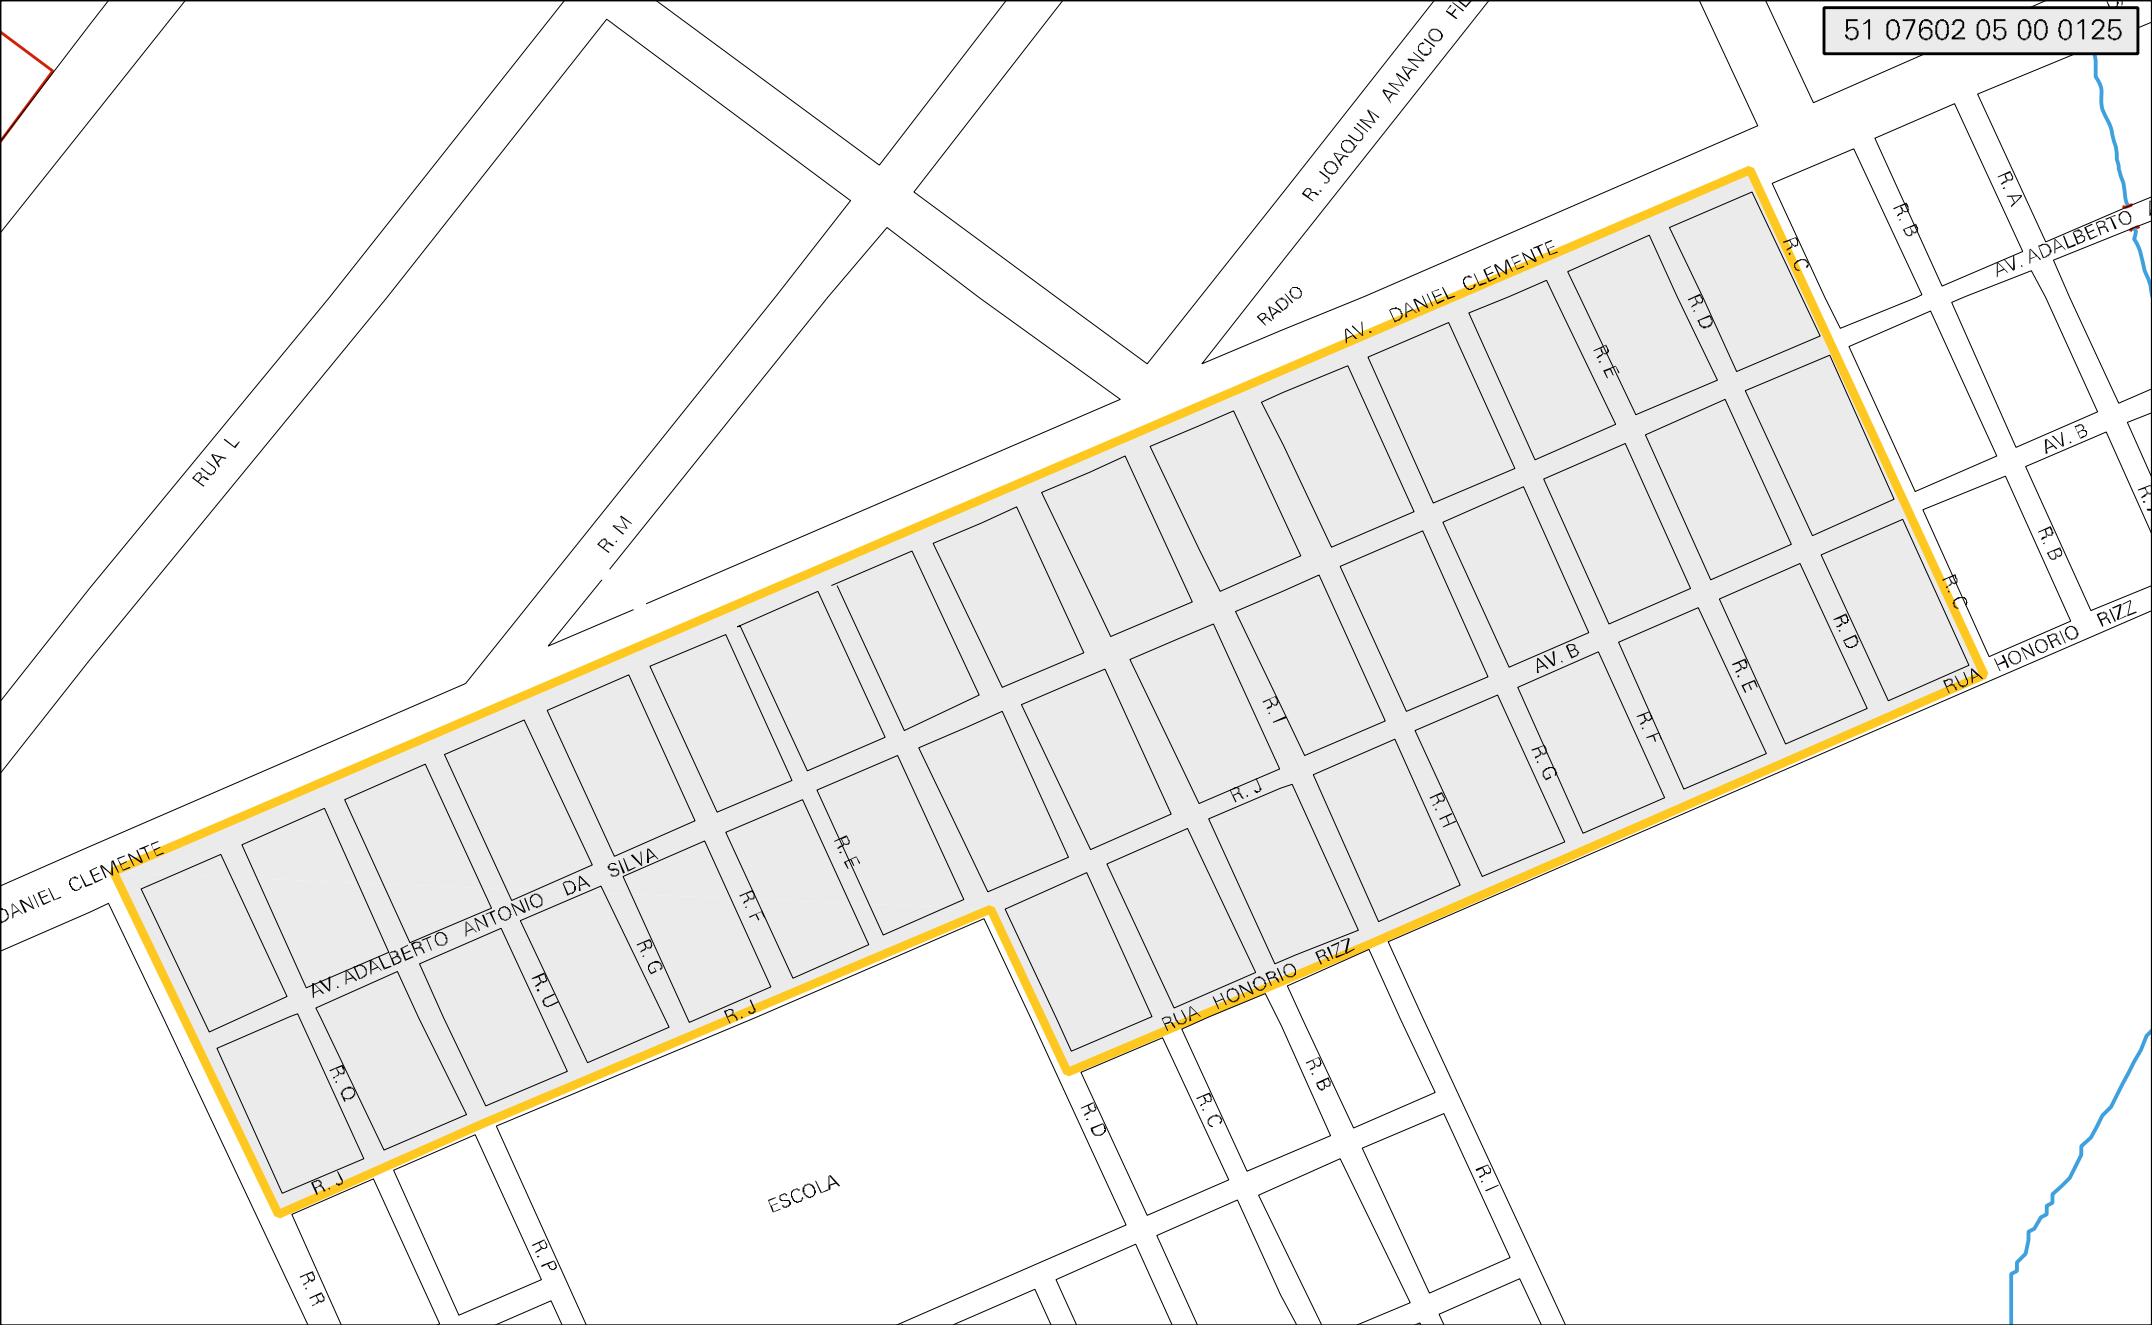 51 07602 05 00 0125
R. JOAQUIM AMANCIO
R. A
R. B
AV. ADALBERTO
R. C
RADIO
AV. DANIEL CLEMENTE
R. D
R. E
RUA L
AV. B
R. M
R. B
R. C
HONORIO RIZZ
RUA
R. D
AV. B
R. E
R. I
R. F
R. G
R. J
R. H
DANIEL CLEMENTE
AV. ADALBERTO ANTONIO DA SILVA
R. E
R. F
R. G
R. U
R. J
RUA HONORIO RIZZ
R. Q
R. B
R. C
R. D
R. J
ESCOLA
R. I
R. P
R. R